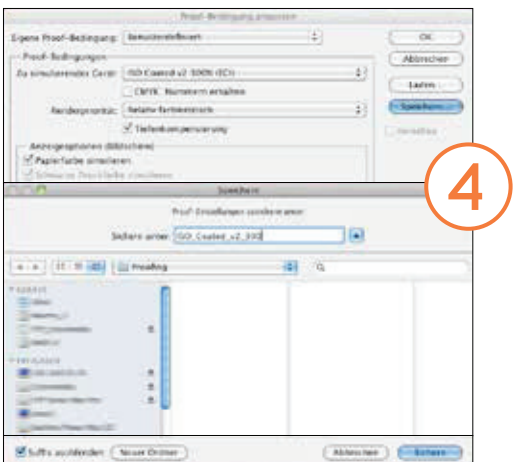 Proof-Bedingung anpassen
Eigene Proof-Bedingung: Benutzerdefiniert
OK
Proof-Bedingungen
Abbrechen
Zu simulierendes Gerät: ISO Coated v2 300% (ECI)
Laden...
CMYK-Nummern erhalten
Speichern...
Renderpriorität: Relativ farbmetrisch
Tiefenkompensierung
Vorschau
Anzeigeoptionen (Bildschirm)
Papierfarbe simulieren
Schwarze Druckfarbe simulieren
4
Speichern
Proof-Einstellungen speichern unter:
Sichern unter: ISO_Coated_v2_300
Proofing
Suffix ausblenden
Neuer Ordner
Abbrechen
Sichern